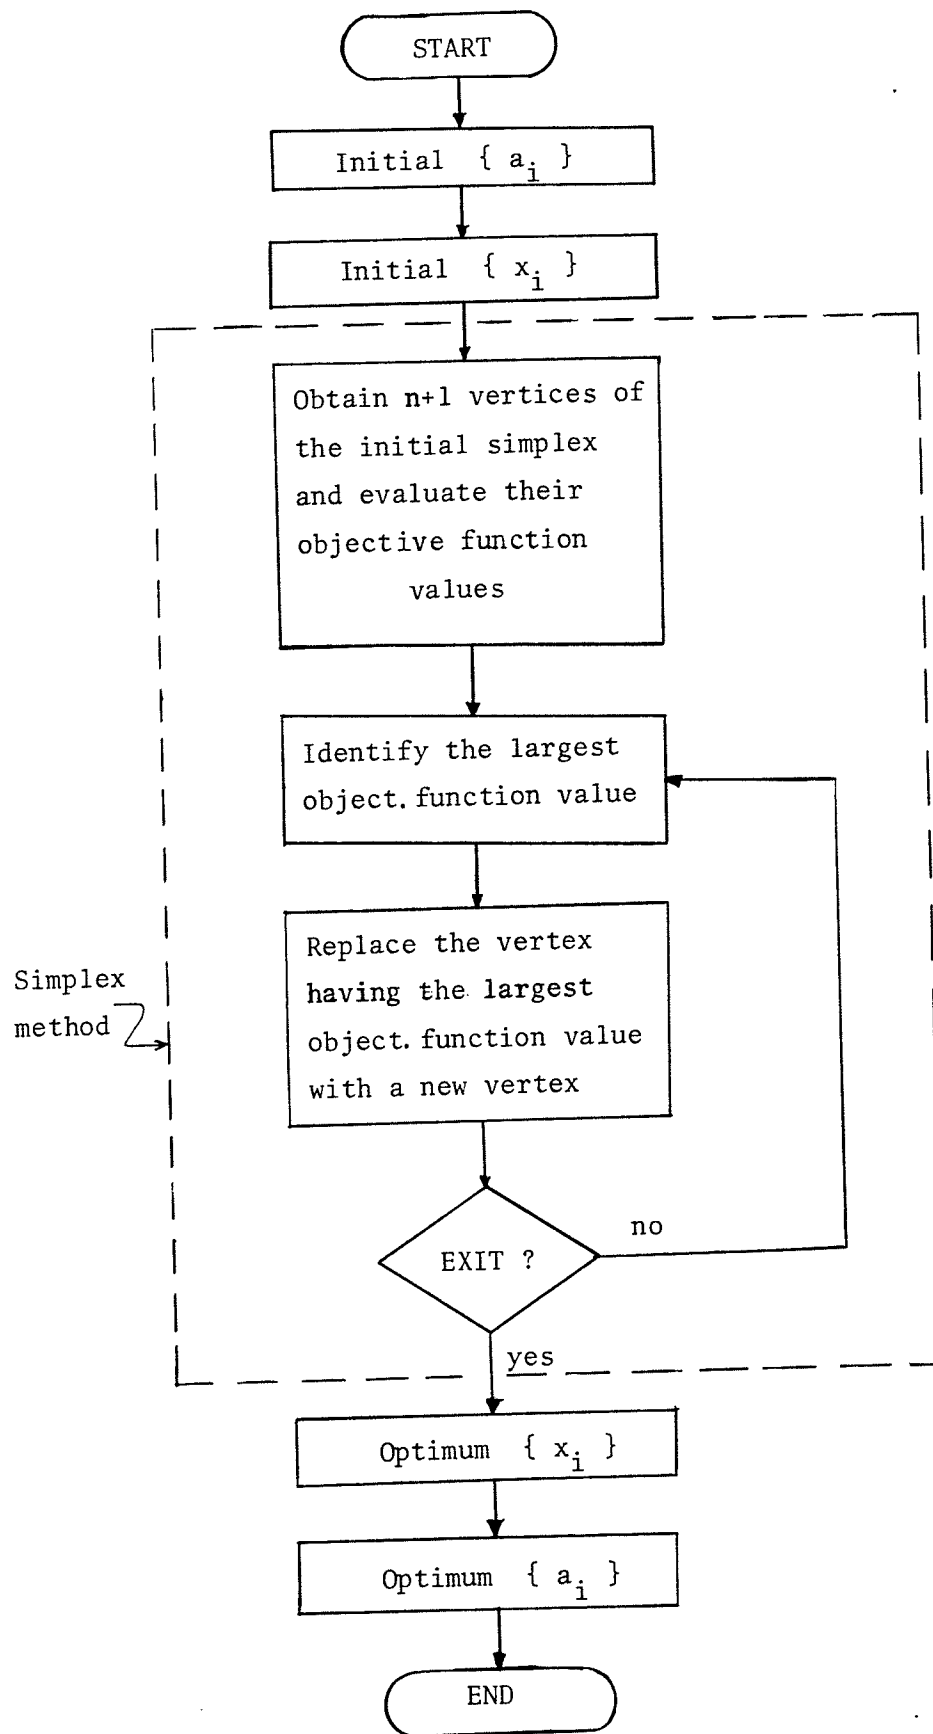 START
Initial { a_i }
Initial { x_i }
Obtain n+1 vertices of
the initial simplex
and evaluate their
objective function
values
Identify the largest
object. function value
Replace the vertex
having the largest
object. function value
with a new vertex
Simplex
method
EXIT ?
no
yes
Optimum { x_i }
Optimum { a_i }
END